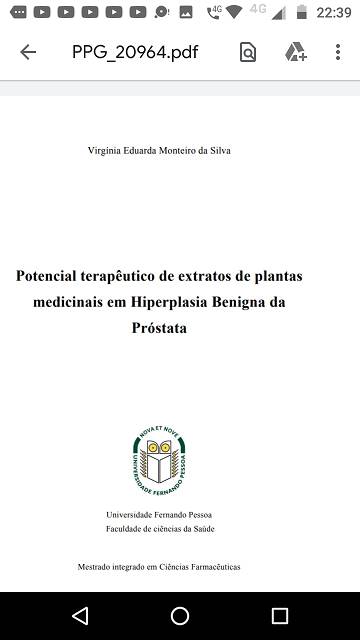 4G 4G 22:39
PPG_20964.pdf
Virgínia Eduarda Monteiro da Silva
Potencial terapêutico de extratos de plantas
medicinais em Hiperplasia Benigna da
Próstata
NOVA ET NOVE
UNIVERSIDADE FERNANDO PESSOA
Universidade Fernando Pessoa
Faculdade de ciências da Saúde
Mestrado integrado em Ciências Farmacêuticas